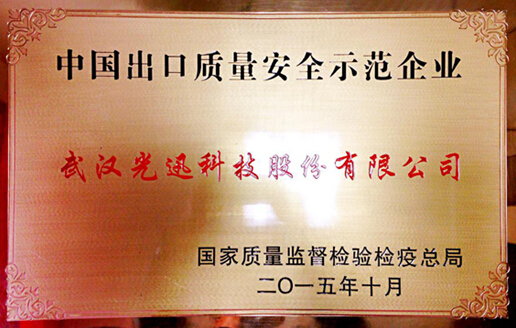 中国出口质量安全示范企业
武汉光迅科技股份有限公司
国家质量监督检验检疫总局
二〇一五年十月